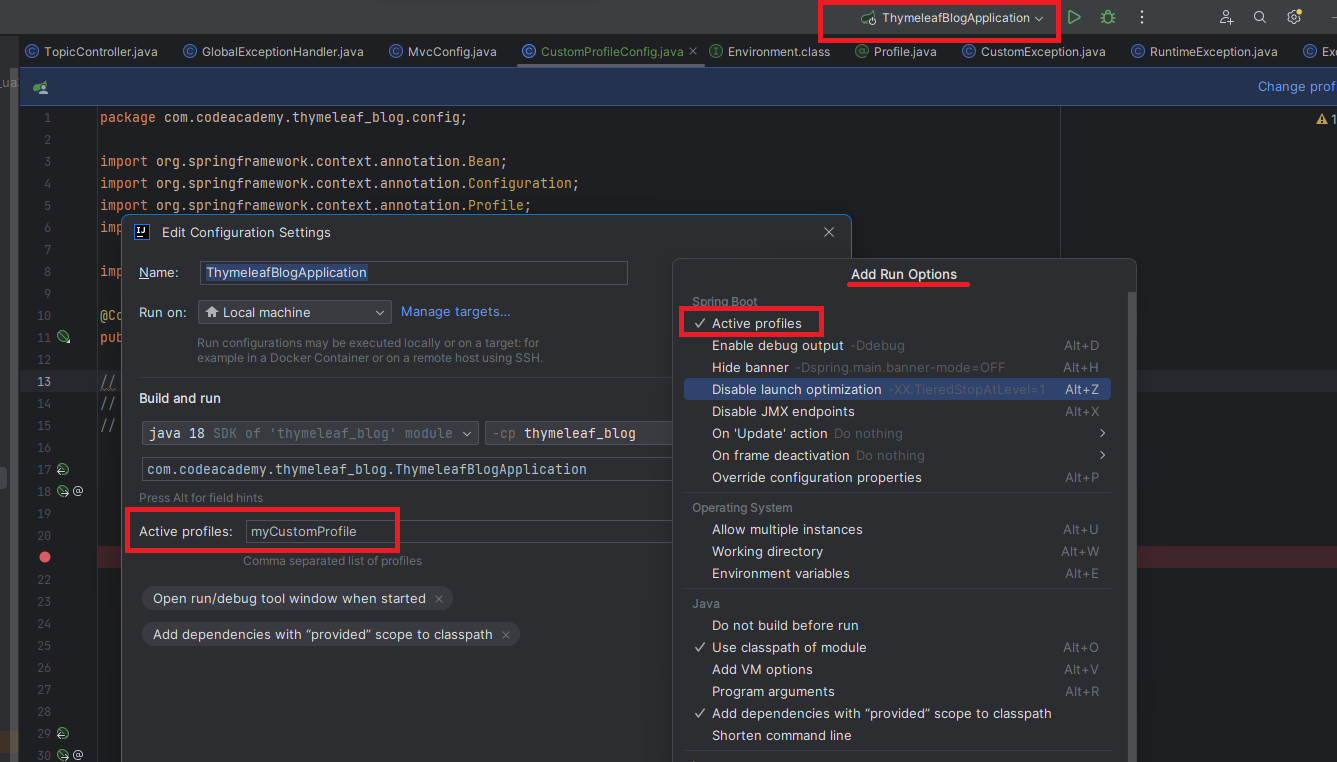 ThymeleafBlogApplication
TopicController.java GlobalExceptionHandler.java MvcConfig.java CustomProfileConfig.java Environment.class Profile.java CustomException.java RuntimeException.java Ex
Change prof
1 package com.codeacademy.thymeleaf_blog.config; 1
2
3 import org.springframework.context.annotation.Bean;
4 import org.springframework.context.annotation.Configuration;
5 import org.springframework.context.annotation.Profile;
6 imp
7
8 imp
9
10 @Co
11 pub
12
13 //
14 //
15 //
16
17
18 @
19
20
22
23
24
25
26
27
28
29
30 @
Edit Configuration Settings
Name: ThymeleafBlogApplication
Run on: Local machine Manage targets...
Run configurations may be executed locally or on a target: for
example in a Docker Container or on a remote host using SSH.
Build and run
java 18 SDK of 'thymeleaf_blog' module -cp thymeleaf_blog
com.codeacademy.thymeleaf_blog.ThymeleafBlogApplication
Press Alt for field hints
Active profiles: myCustomProfile
Comma separated list of profiles
Open run/debug tool window when started ×
Add dependencies with “provided” scope to classpath ×
Add Run Options
Spring Boot
Active profiles
Enable debug output -Ddebug Alt+D
Hide banner -Dspring.main.banner-mode=OFF Alt+H
Disable launch optimization -XX:TieredStopAtLevel=1 Alt+Z
Disable JMX endpoints Alt+X
On 'Update' action Do nothing
On frame deactivation Do nothing
Override configuration properties Alt+P
Operating System
Allow multiple instances Alt+U
Working directory Alt+W
Environment variables Alt+E
Java
Do not build before run
Use classpath of module Alt+O
Add VM options Alt+V
Program arguments Alt+R
Add dependencies with “provided” scope to classpath
Shorten command line